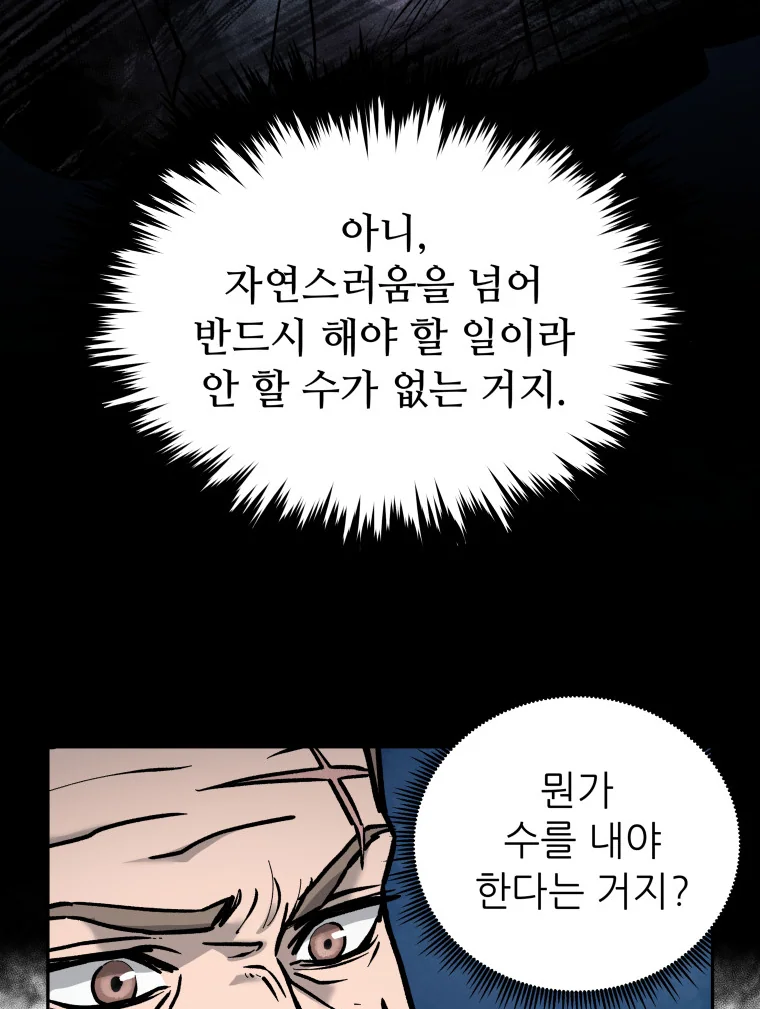 아니,
자연스러움을 넘어
반드시 해야 할 일이라
안 할 수가 없는 거지.
뭔가
수를 내야
한다는 거지?